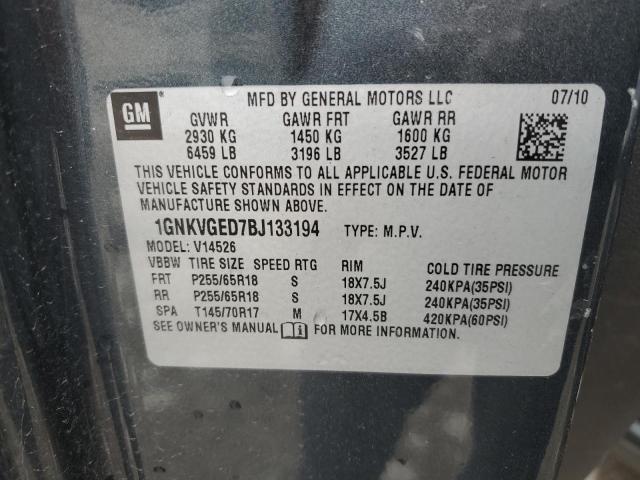 GM ® MFD BY GENERAL MOTORS LLC 07/10
GVWR GAWR FRT GAWR RR
2930 KG 1450 KG 1600 KG
6459 LB 3196 LB 3527 LB
THIS VEHICLE CONFORMS TO ALL APPLICABLE U.S. FEDERAL MOTOR
VEHICLE SAFETY STANDARDS IN EFFECT ON THE DATE OF
MANUFACTURE SHOWN ABOVE.
1GNKVGED7BJ133194 TYPE: M.P.V.
MODEL: V14526
VBBW TIRE SIZE SPEED RTG RIM COLD TIRE PRESSURE
FRT P255/65R18 S 18X7.5J 240KPA(35PSI)
RR P255/65R18 S 18X7.5J 240KPA(35PSI)
SPA T145/70R17 M 17X4.5B 420KPA(60PSI)
SEE OWNER'S MANUAL FOR MORE INFORMATION.